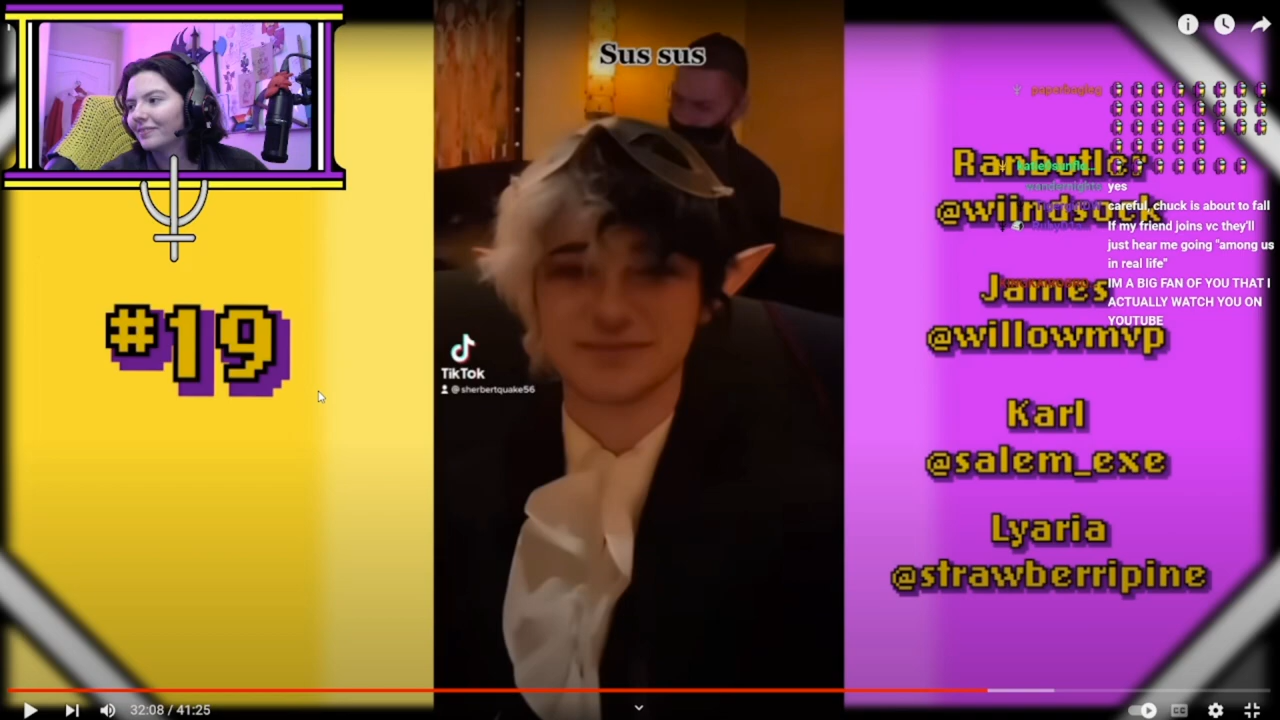 Sus sus
#19
TikTok
@sherbertquake56
Ranbutler
@wiindsock
James
@willowmvp
Karl
@salem_exe
Lyaria
@strawberripine
yes
careful, chuck is about to fall
If my friend joins vc they'll
just hear me going "among us
in real life"
IM A BIG FAN OF YOU THAT I
ACTUALLY WATCH YOU ON
YOUTUBE
32:08 / 41:25